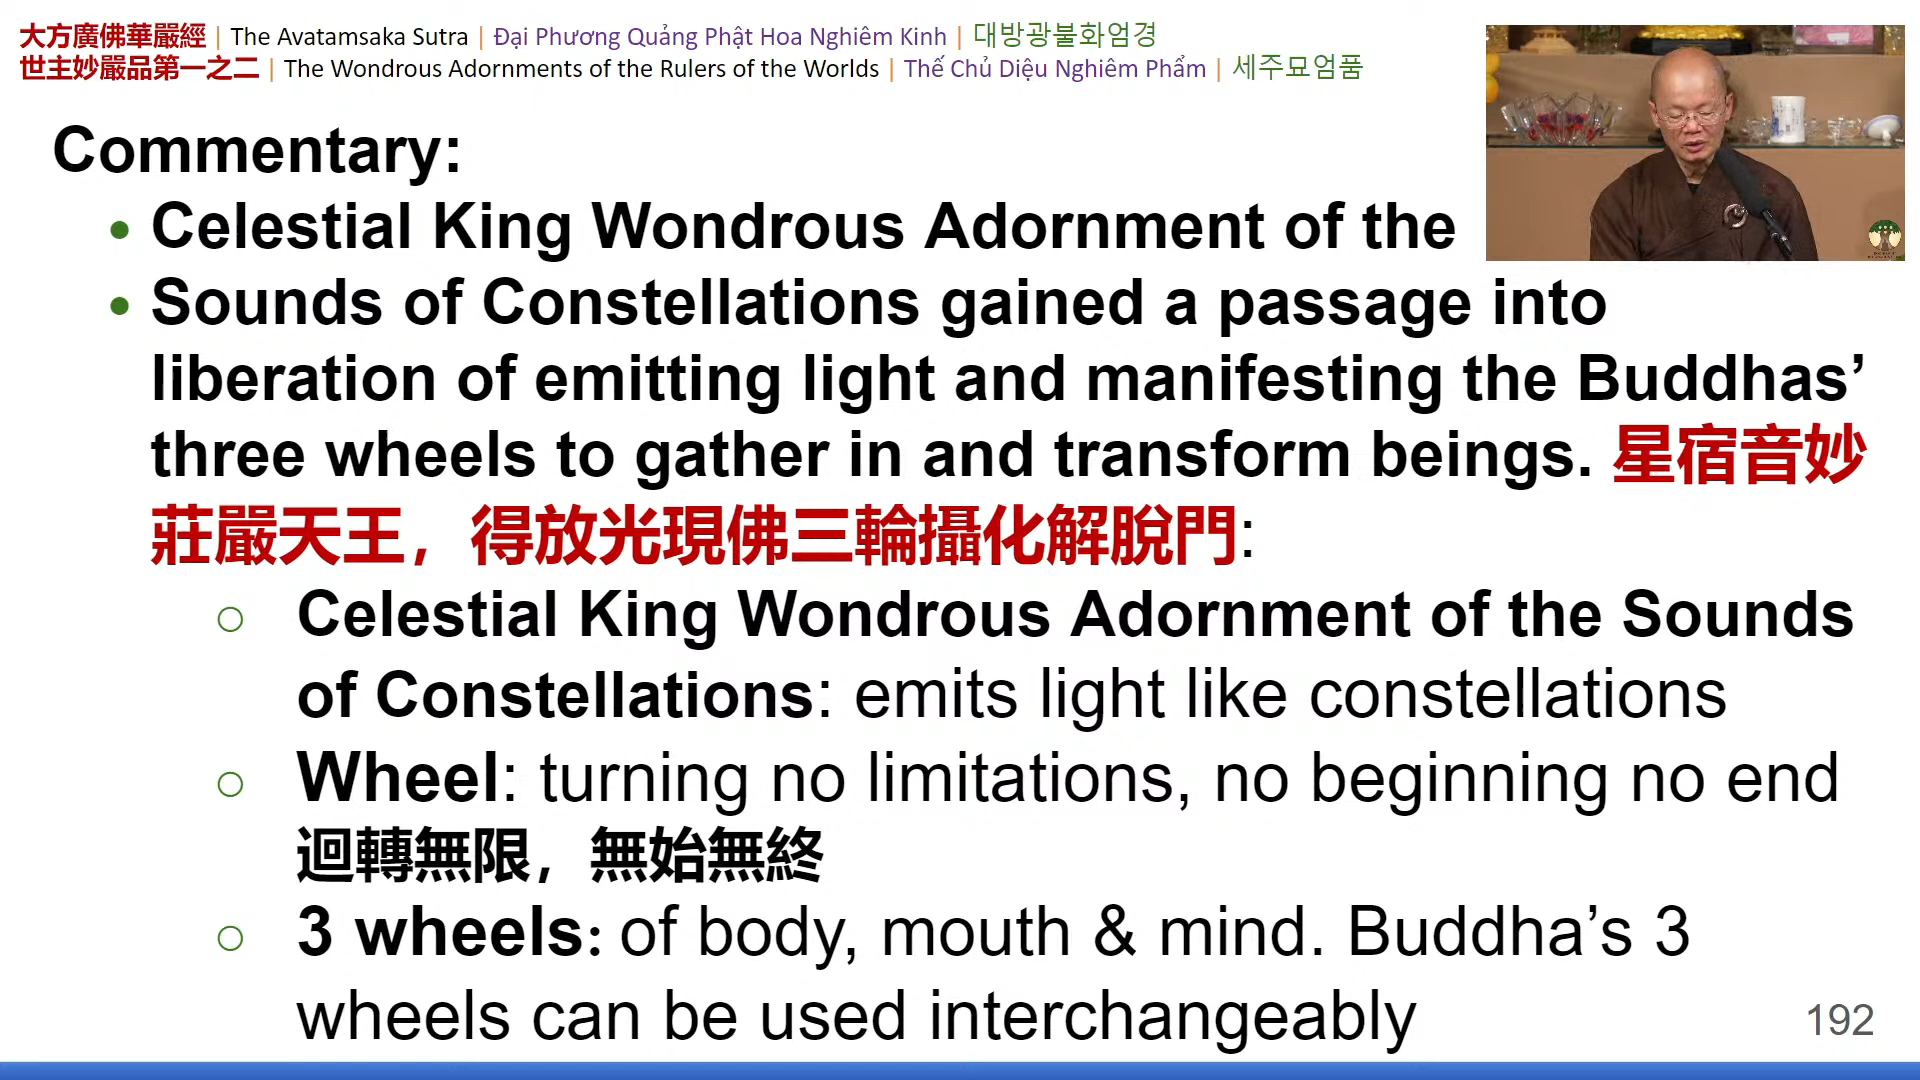 大方廣佛華嚴經 | The Avatamsaka Sutra | Đại Phương Quảng Phật Hoa Nghiêm Kinh | 대방광불화엄경
世主妙嚴品第一之二 | The Wondrous Adornments of the Rulers of the Worlds | Thế Chủ Diệu Nghiêm Phẩm | 세주묘엄품
Commentary:
• Celestial King Wondrous Adornment of the
• Sounds of Constellations gained a passage into
liberation of emitting light and manifesting the Buddhas’
three wheels to gather in and transform beings. 星宿音妙
莊嚴天王，得放光現佛三輪攝化解脫門:
○ Celestial King Wondrous Adornment of the Sounds
of Constellations: emits light like constellations
○ Wheel: turning no limitations, no beginning no end
迴轉無限，無始無終
○ 3 wheels: of body, mouth & mind. Buddha’s 3
wheels can be used interchangeably
192